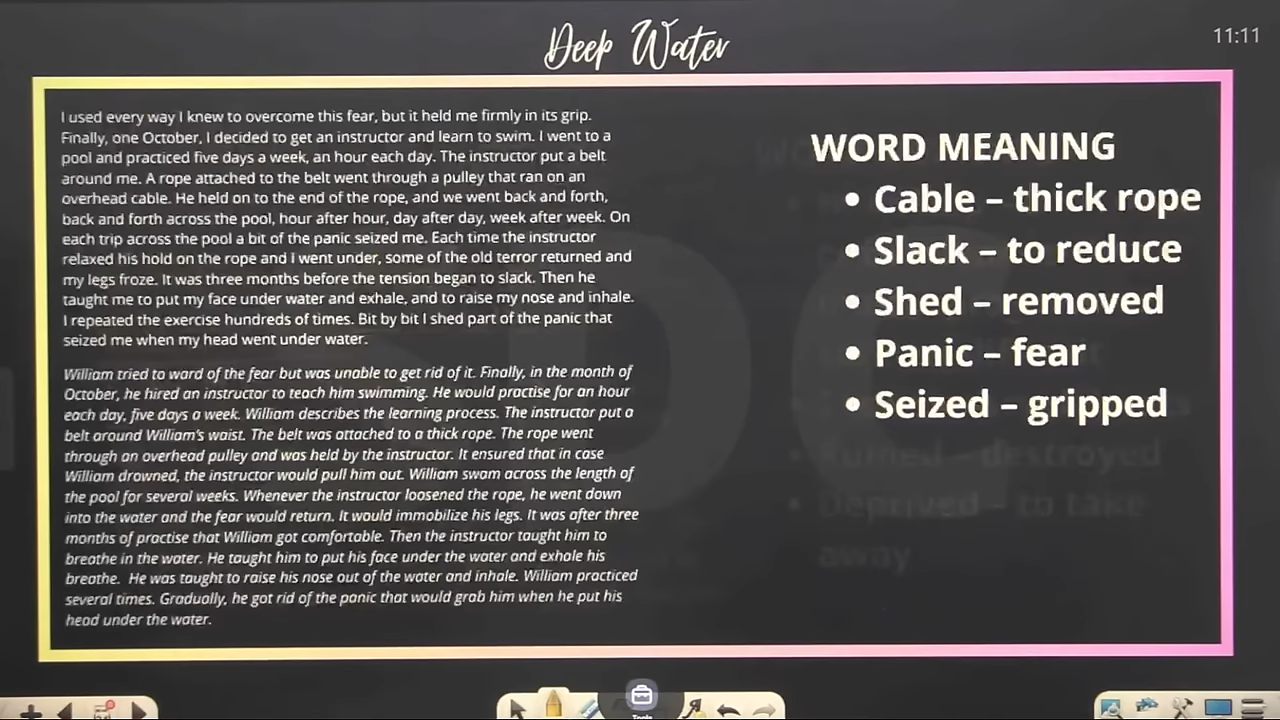 Deep Water
11:11
I used every way I knew to overcome this fear, but it held me firmly in its grip.
Finally, one October, I decided to get an instructor and learn to swim. I went to a
pool and practiced five days a week, an hour each day. The instructor put a belt
around me. A rope attached to the belt went through a pulley that ran on an
overhead cable. He held on to the end of the rope, and we went back and forth,
back and forth across the pool, hour after hour, day after day, week after week. On
each trip across the pool a bit of the panic seized me. Each time the instructor
relaxed his hold on the rope and I went under, some of the old terror returned and
my legs froze. It was three months before the tension began to slack. Then he
taught me to put my face under water and exhale, and to raise my nose and inhale.
I repeated the exercise hundreds of times. Bit by bit I shed part of the panic that
seized me when my head went under water.
William tried to ward of the fear but was unable to get rid of it. Finally, in the month of
October, he hired an instructor to teach him swimming. He would practise for an hour
each day, five days a week. William describes the learning process. The instructor put a
belt around William's waist. The belt was attached to a thick rope. The rope went
through an overhead pulley and was held by the instructor. It ensured that in case
William drowned, the instructor would pull him out. William swam across the length of
the pool for several weeks. Whenever the instructor loosened the rope, he went down
into the water and the fear would return. It would immobilize his legs. It was after three
months of practise that William got comfortable. Then the instructor taught him to
breathe in the water. He taught him to put his face under the water and exhale his
breathe. He was taught to raise his nose out of the water and inhale. William practiced
several times. Gradually, he got rid of the panic that would grab him when he put his
head under the water.
WORD MEANING
• Cable – thick rope
• Slack – to reduce
• Shed – removed
• Panic – fear
• Seized – gripped
• Ruined – destroyed
• Deprived – to take
away
Tools